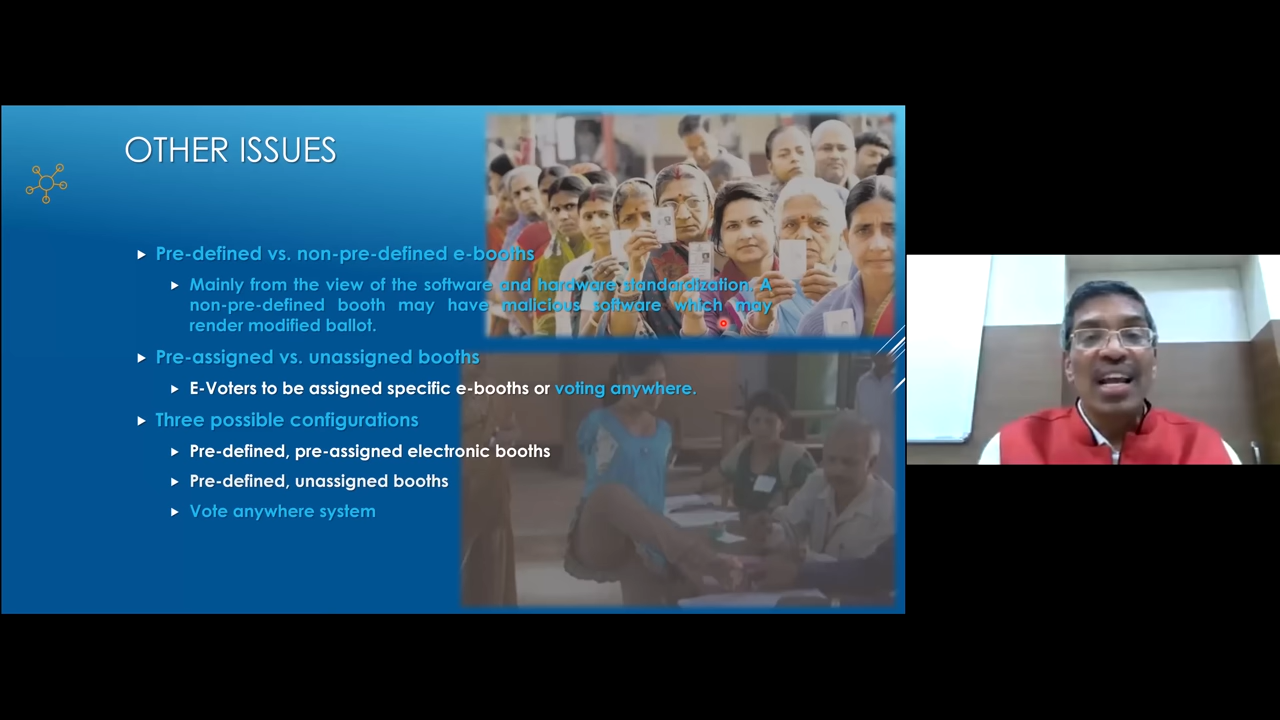 OTHER ISSUES
Pre-defined vs. non-pre-defined e-booths
Mainly from the view of the software and hardware standardization. A
non-pre-defined booth may have malicious software which may
render modified ballot.
Pre-assigned vs. unassigned booths
E-Voters to be assigned specific e-booths or voting anywhere.
Three possible configurations
Pre-defined, pre-assigned electronic booths
Pre-defined, unassigned booths
Vote anywhere system